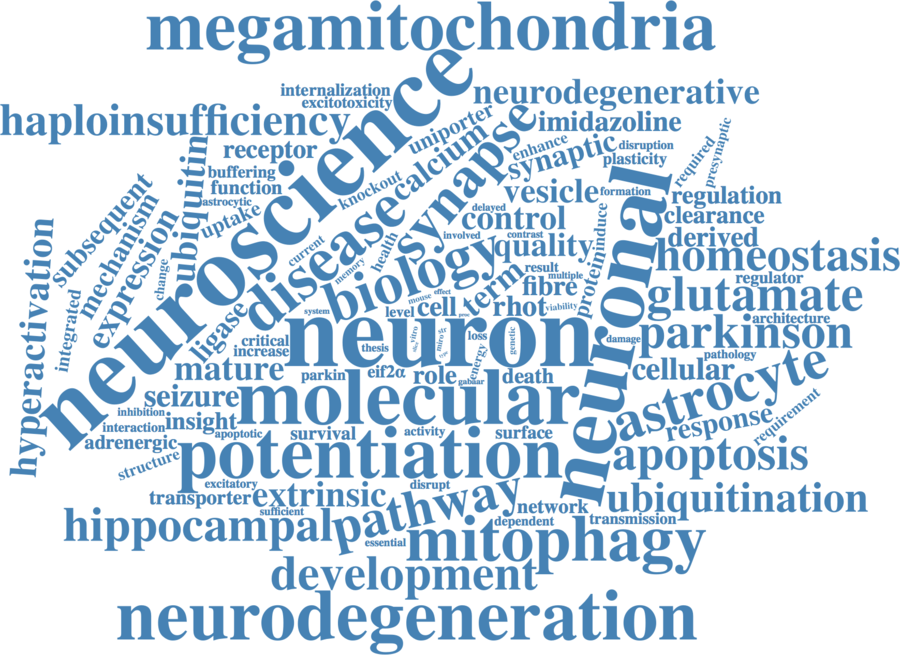 megamitochondria
neuroscience
internalization
excitotoxicity
neurodegenerative
haploinsufficiency
uniporter
synapse
imidazoline
receptor
calcium
enhance
synaptic
disruption
plasticity
required
presynaptic
ubiquitin
buffering
function
astrocytic
uptake
knockout
disease
vesicle
formation
regulation
clearance
derived
subsequent
mechanism
expression
change
current
memory
health
delayed
control
involved
contrast
quality
induce
protein
neuronal
homeostasis
hyperactivation
integrated
biology
term
result
multiple
fibre
regulator
glutamate
architecture
system
mouse
effect
level
cell
rhot
viability
ligase
critical
increase
neuron
vitro
miro
loss
genetic
energy
thesis
damage
parkinson
pathology
mature
parkin
eif2α
role
gabaar
death
cellular
astrocyte
seizure
molecular
inhibition
interaction
insight
adrenergic
apoptotic
survival
activity
surface
response
requirement
structure
potentiation
apoptosis
excitatory
disrupt
transporter
extrinsic
sufficient
pathway
network
dependent
transmission
ubiquitination
hippocampal
essential
mitophagy
development
neurodegeneration